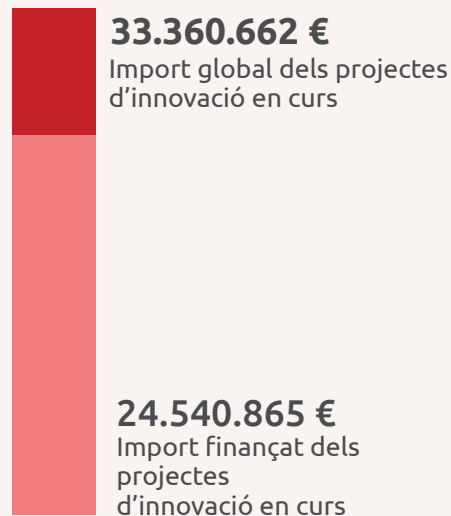 33.360.662 €
Import global dels projectes
d’innovació en curs
24.540.865 €
Import finançat dels
projectes
d’innovació en curs